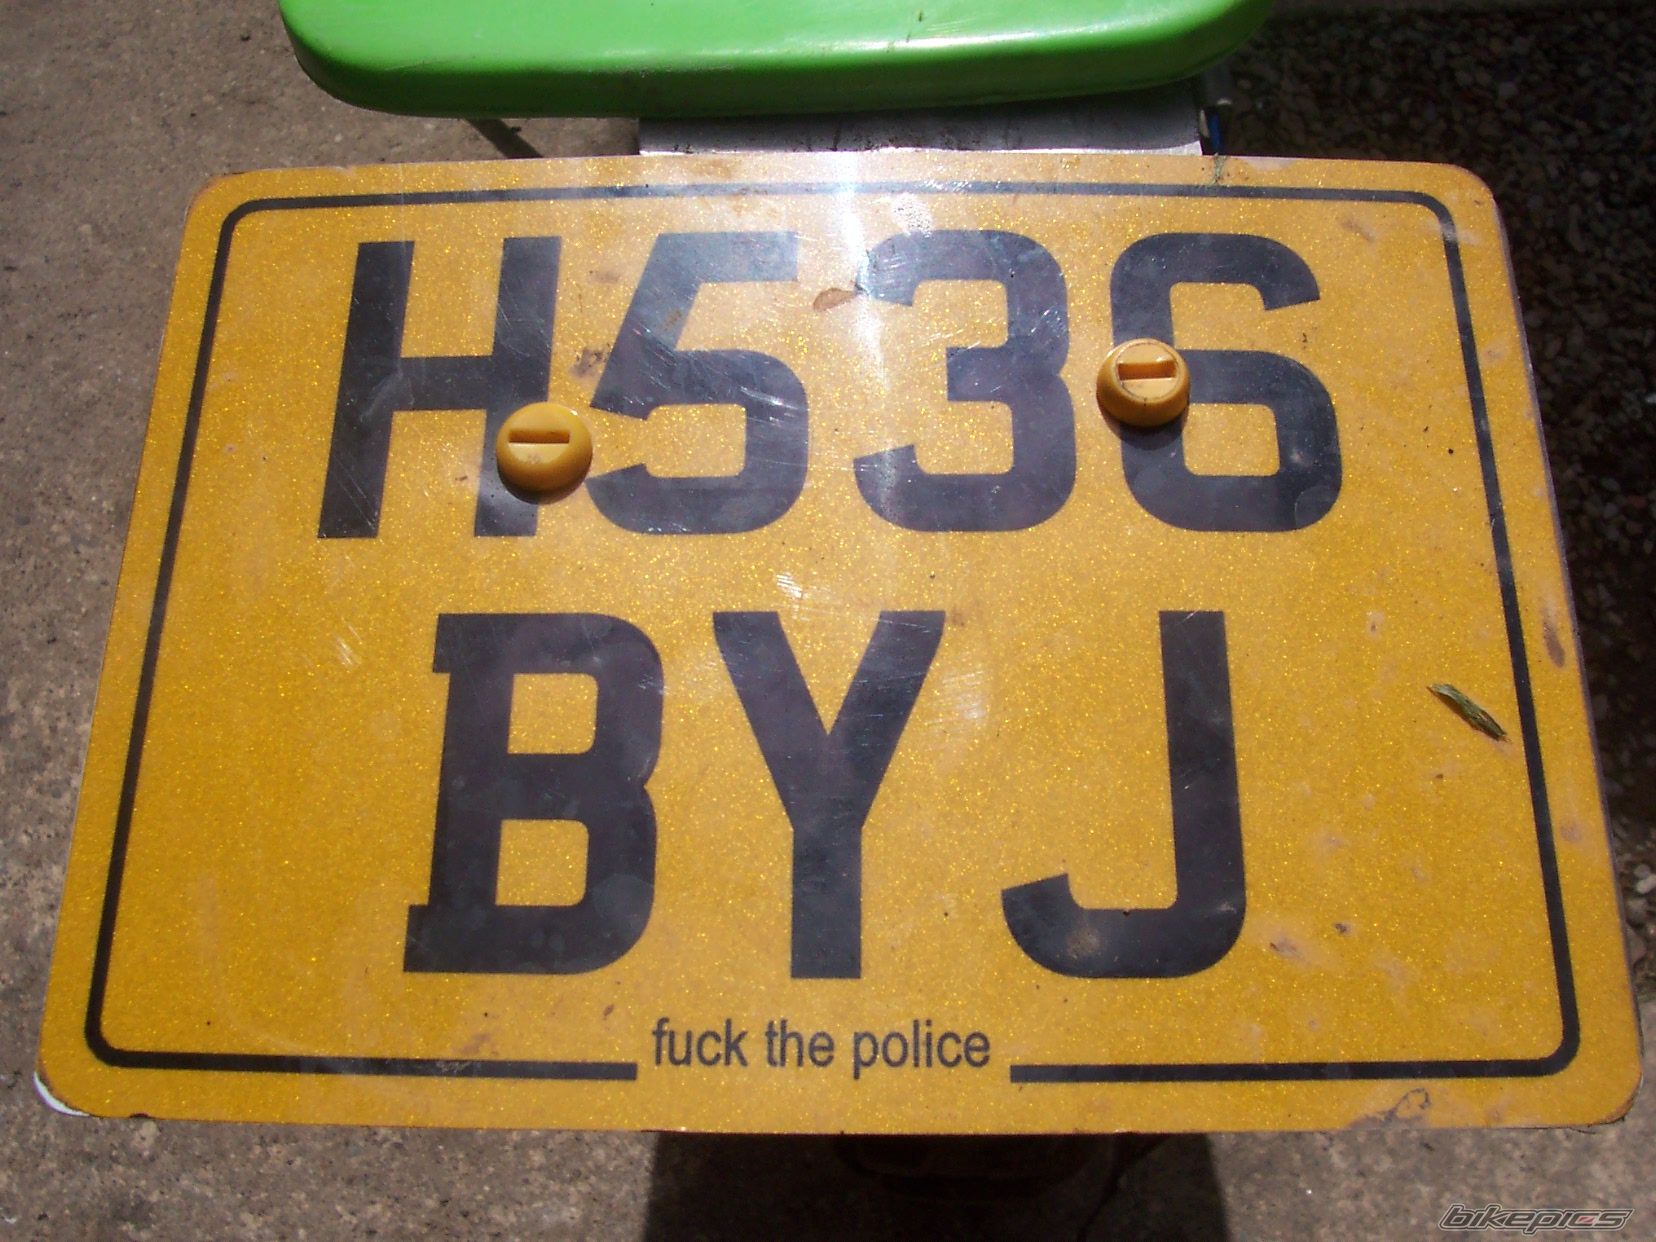 H536
BYJ
fuck the police
bikepics